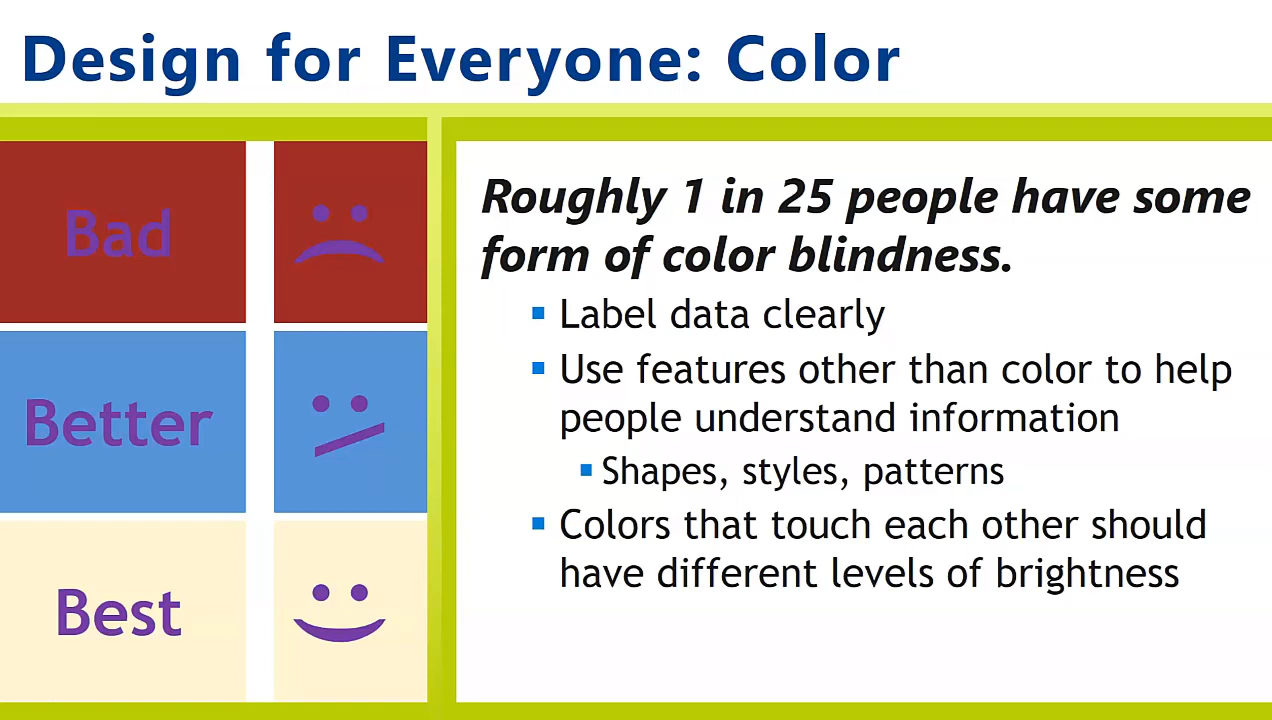 Design for Everyone: Color
Bad
Better
Best
Roughly 1 in 25 people have some
form of color blindness.
Label data clearly
Use features other than color to help
people understand information
Shapes, styles, patterns
Colors that touch each other should
have different levels of brightness